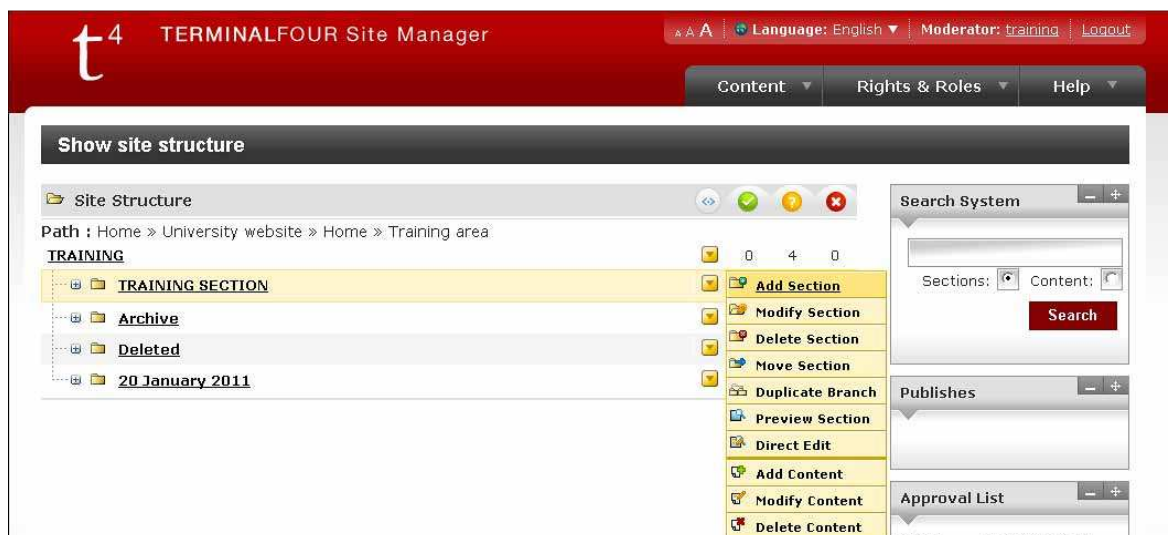 t4 TERMINALFOUR Site Manager
A A A Language: English Moderator: training Logout
Content Rights & Roles Help
Show site structure
Site Structure
Path : Home » University website » Home » Training area
TRAINING 0 4 0
TRAINING SECTION
Archive
Deleted
20 January 2011
Add Section
Modify Section
Delete Section
Move Section
Duplicate Branch
Preview Section
Direct Edit
Add Content
Modify Content
Delete Content
Search System
Sections: Content:
Search
Publishes
Approval List